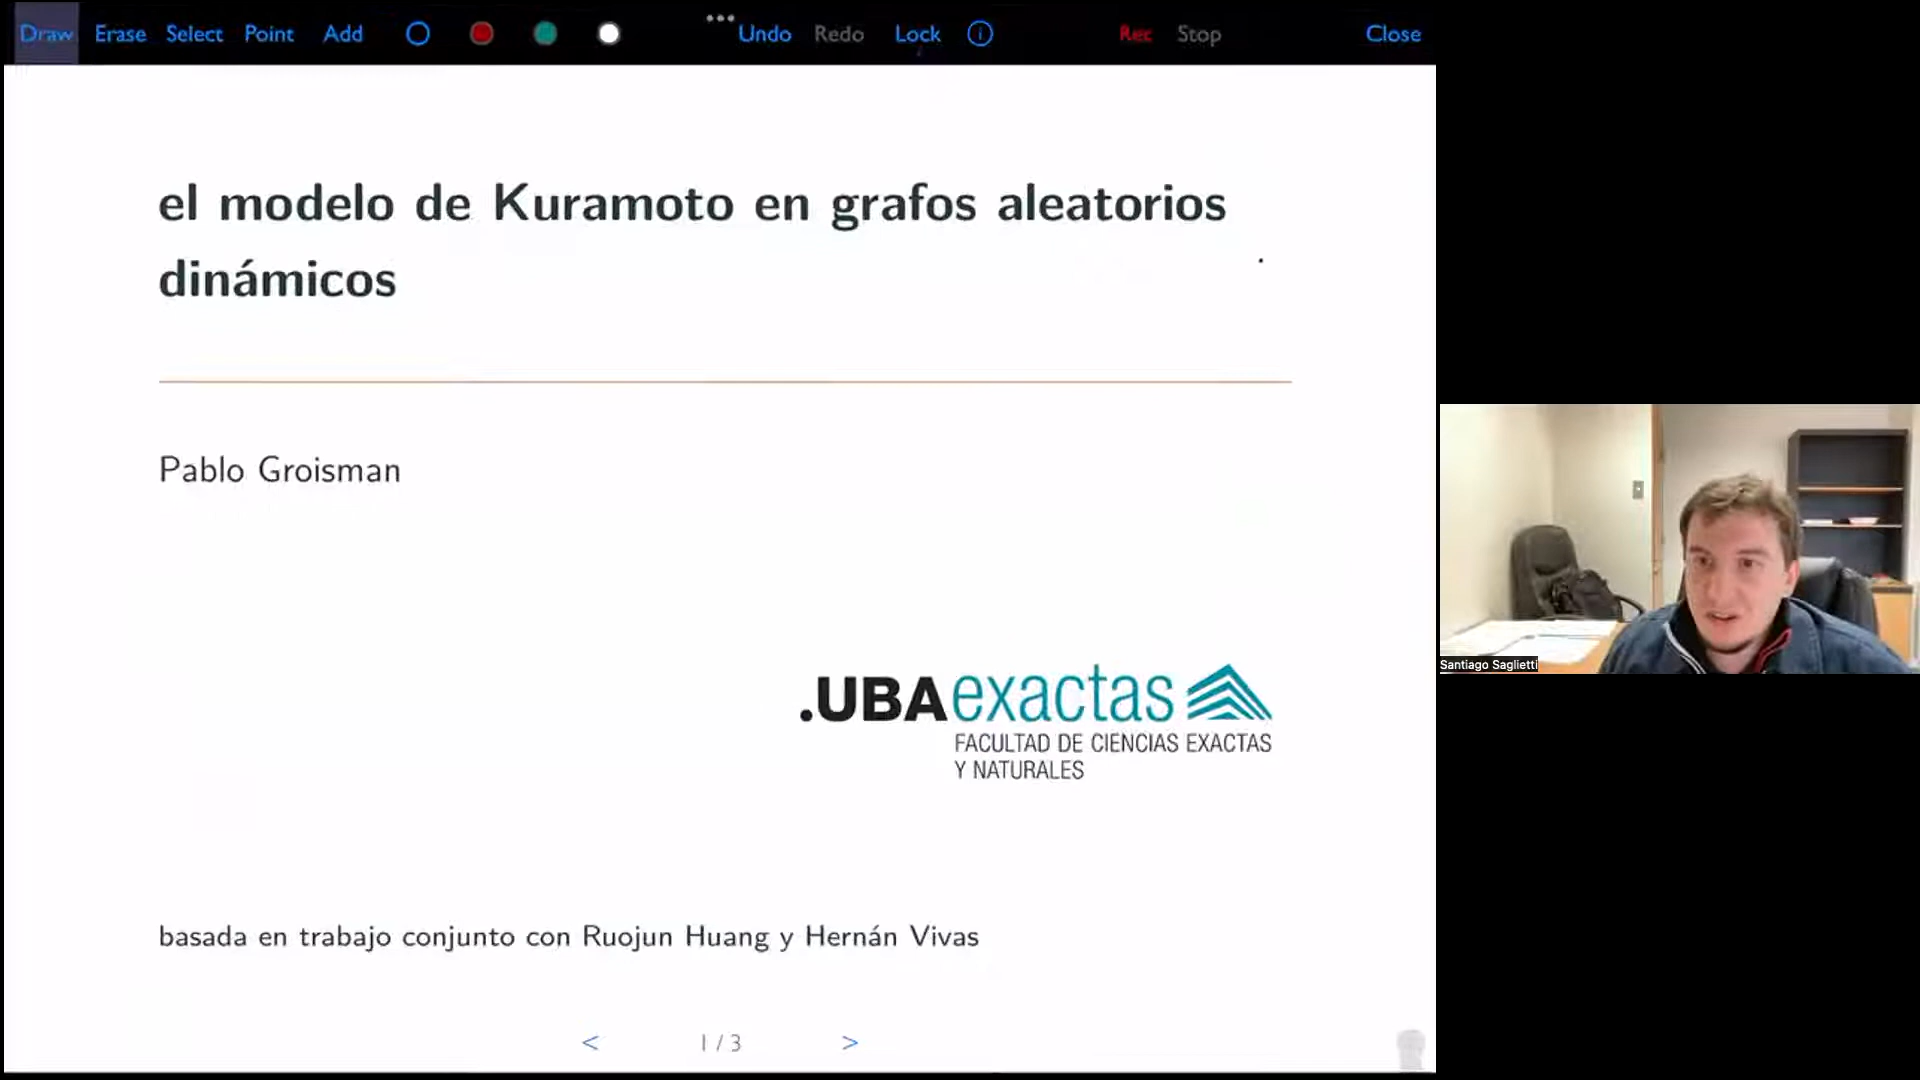 Draw Erase Select Point Add Undo Redo Lock Rec Stop Close
el modelo de Kuramoto en grafos aleatorios
dinámicos
Pablo Groisman
.UBAexactas
FACULTAD DE CIENCIAS EXACTAS
Y NATURALES
Santiago Saglietti
basada en trabajo conjunto con Ruojun Huang y Hernán Vivas
< 1 / 3 >